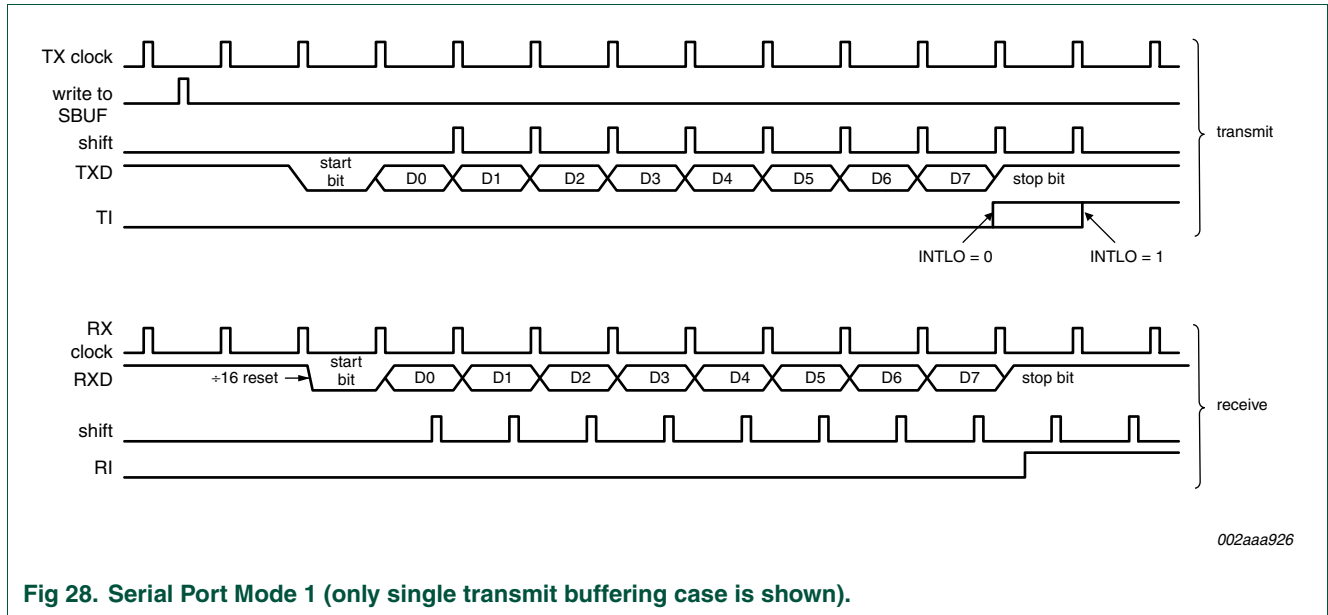 TX clock
write to
SBUF
shift
TXD
start
bit
D0
D1
D2
D3
D4
D5
D6
D7
stop bit
TI
INTLO = 0
INTLO = 1
transmit
RX
clock
RXD
÷16 reset
start
bit
D0
D1
D2
D3
D4
D5
D6
D7
stop bit
shift
RI
receive
002aaa926
Fig 28. Serial Port Mode 1 (only single transmit buffering case is shown).